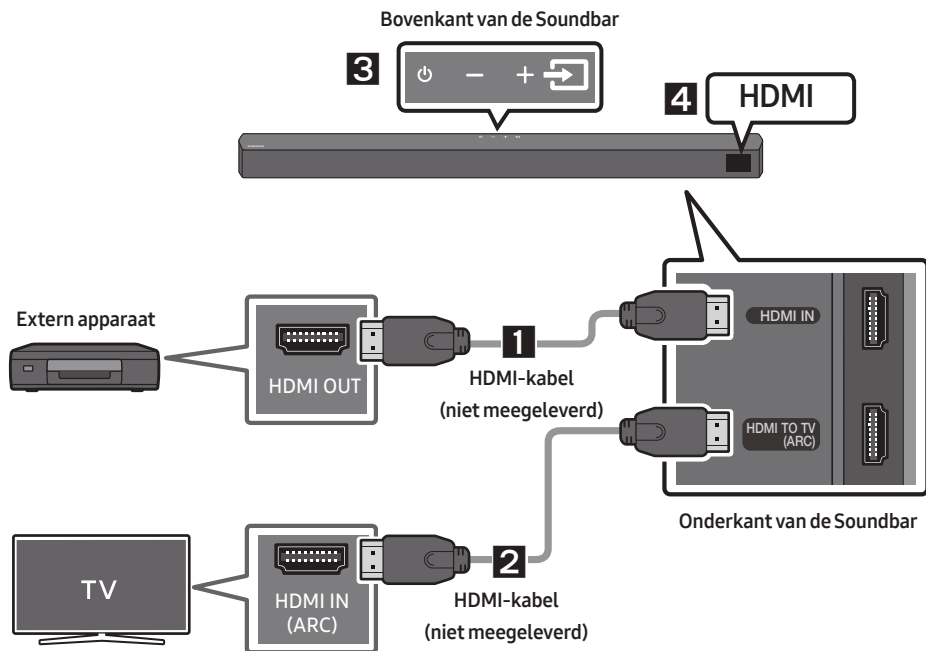 Bovenkant van de Soundbar
3
4
HDMI
Extern apparaat
HDMI OUT
1
HDMI-kabel
(niet meegeleverd)
HDMI IN
HDMI TO TV
(ARC)
Onderkant van de Soundbar
TV
HDMI IN
(ARC)
2
HDMI-kabel
(niet meegeleverd)